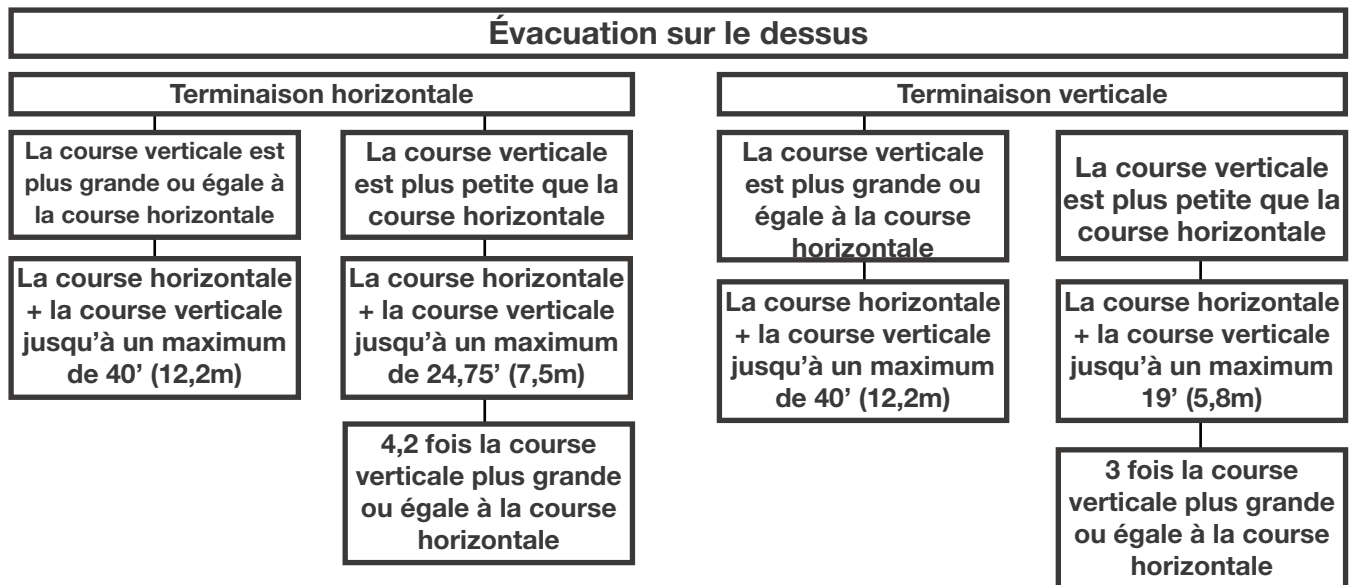 Évacuation sur le dessus
Terminaison horizontale
La course verticale est
plus grande ou égale à
la course horizontale
La course horizontale
+ la course verticale
jusqu’à un maximum
de 40’ (12,2m)
La course verticale
est plus petite que la
course horizontale
La course horizontale
+ la course verticale
jusqu’à un maximum
de 24,75’ (7,5m)
4,2 fois la course
verticale plus grande
ou égale à la course
horizontale
Terminaison verticale
La course verticale
est plus grande ou
égale à la course
horizontale
La course horizontale
+ la course verticale
jusqu’à un maximum
de 40’ (12,2m)
La course verticale
est plus petite que la
course horizontale
La course horizontale
+ la course verticale
jusqu’à un maximum
19’ (5,8m)
3 fois la course
verticale plus grande
ou égale à la course
horizontale